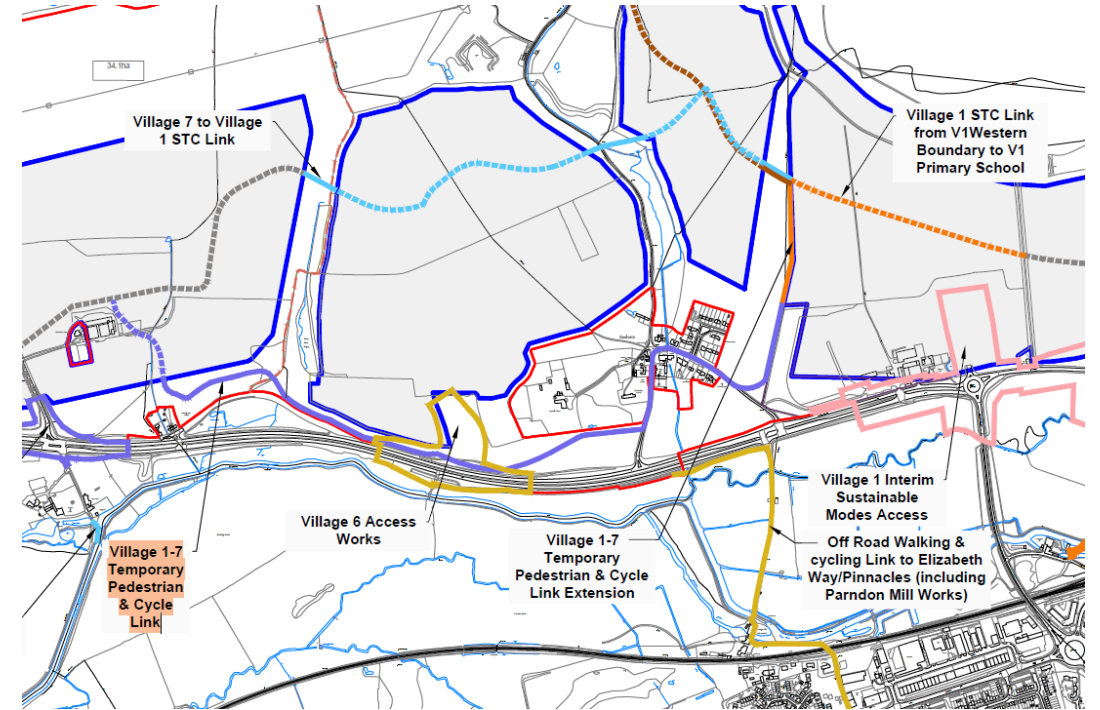 34.1ha
Village 7 to Village
1 STC Link
Village 1 STC Link
from V1Western
Boundary to V1
Primary School
Village 1 Interim
Sustainable
Modes Access
Village 6 Access
Works
Village 1-7
Temporary
Pedestrian & Cycle
Link Extension
Off Road Walking &
cycling Link to Elizabeth
Way/Pinnacles (including
Parndon Mill Works)
Village 1-7
Temporary
Pedestrian
& Cycle
Link